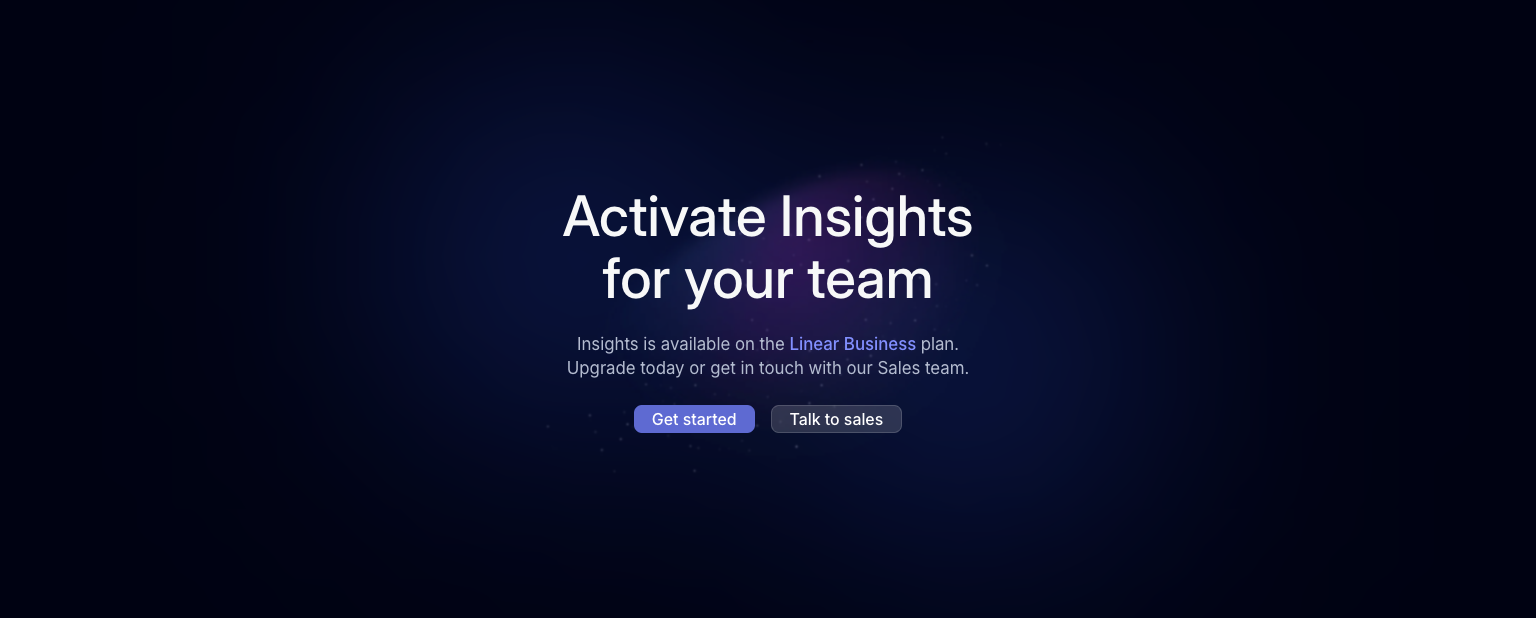 Activate Insights
for your team
Insights is available on the Linear Business plan.
Upgrade today or get in touch with our Sales team.
Get started
Talk to sales